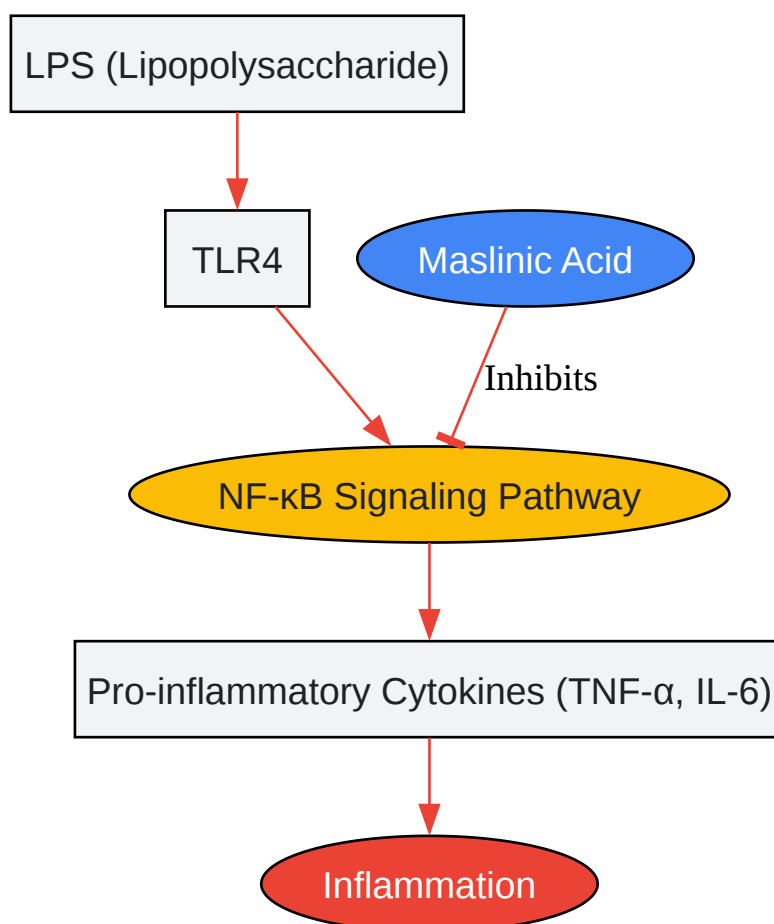 LPS (Lipopolysaccharide)
TLR4
Maslinic Acid
Inhibits
NF-κB Signaling Pathway
Pro-inflammatory Cytokines (TNF-α, IL-6)
Inflammation